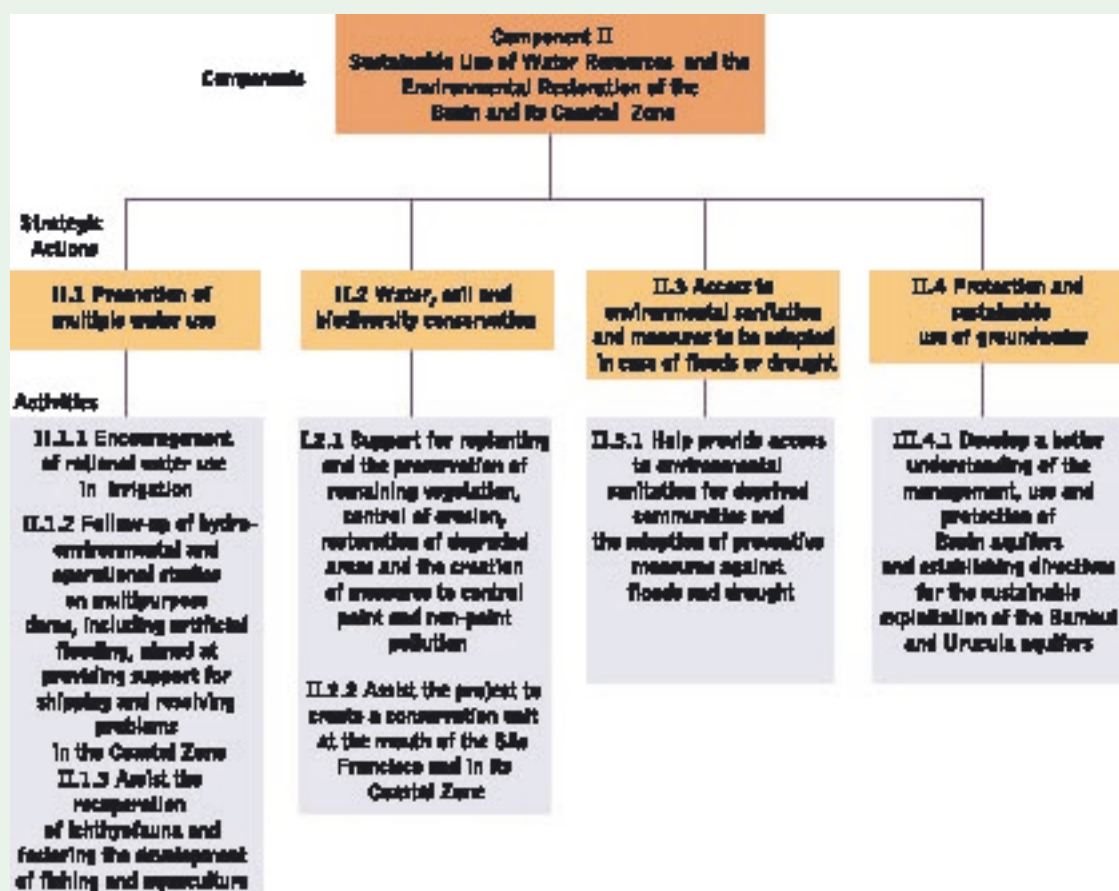 Component II
Sustainable Use of Water Resources and the
Environmental Restoration of the
Basin and its Coastal Zone
Components
Strategic
Actions
II.1 Promotion of
multiple water use
II.2 Water, soil and
biodiversity conservation
II.3 Access to
environmental sanitation
and measures to be adopted
in case of floods or drought.
II.4 Protection and
sustainable
use of groundwater
Activities
II.1.1 Encouragement
of rational water use
in irrigation
II.1.2 Follow-up of hydro-
environmental and
operational studies
on multipurpose
dams, including artificial
flooding, aimed at
providing support for
shipping and resolving
problems
in the Coastal Zone
II.1.3 Assist the
recuperation
of ichthyofauna and
fostering the development
of fishing and aquaculture
I.2.1 Support for replanting
and the preservation of
remaining vegetation,
control of erosion,
restoration of degraded
areas and the creation
of measures to control
point and non-point
pollution
II.2.2 Assist the project to
create a conservation unit
at the mouth of the São
Francisco and in its
Coastal Zone
II.3.1 Help provide access
to environmental
sanitation for deprived
communities and
the adoption of preventive
measures against
floods and drought
III.4.1 Develop a better
understanding of the
management, use and
protection of
Basin aquifers
and establishing directives
for the sustainable
exploitation of the Bambuí
and Urucuia aquifers